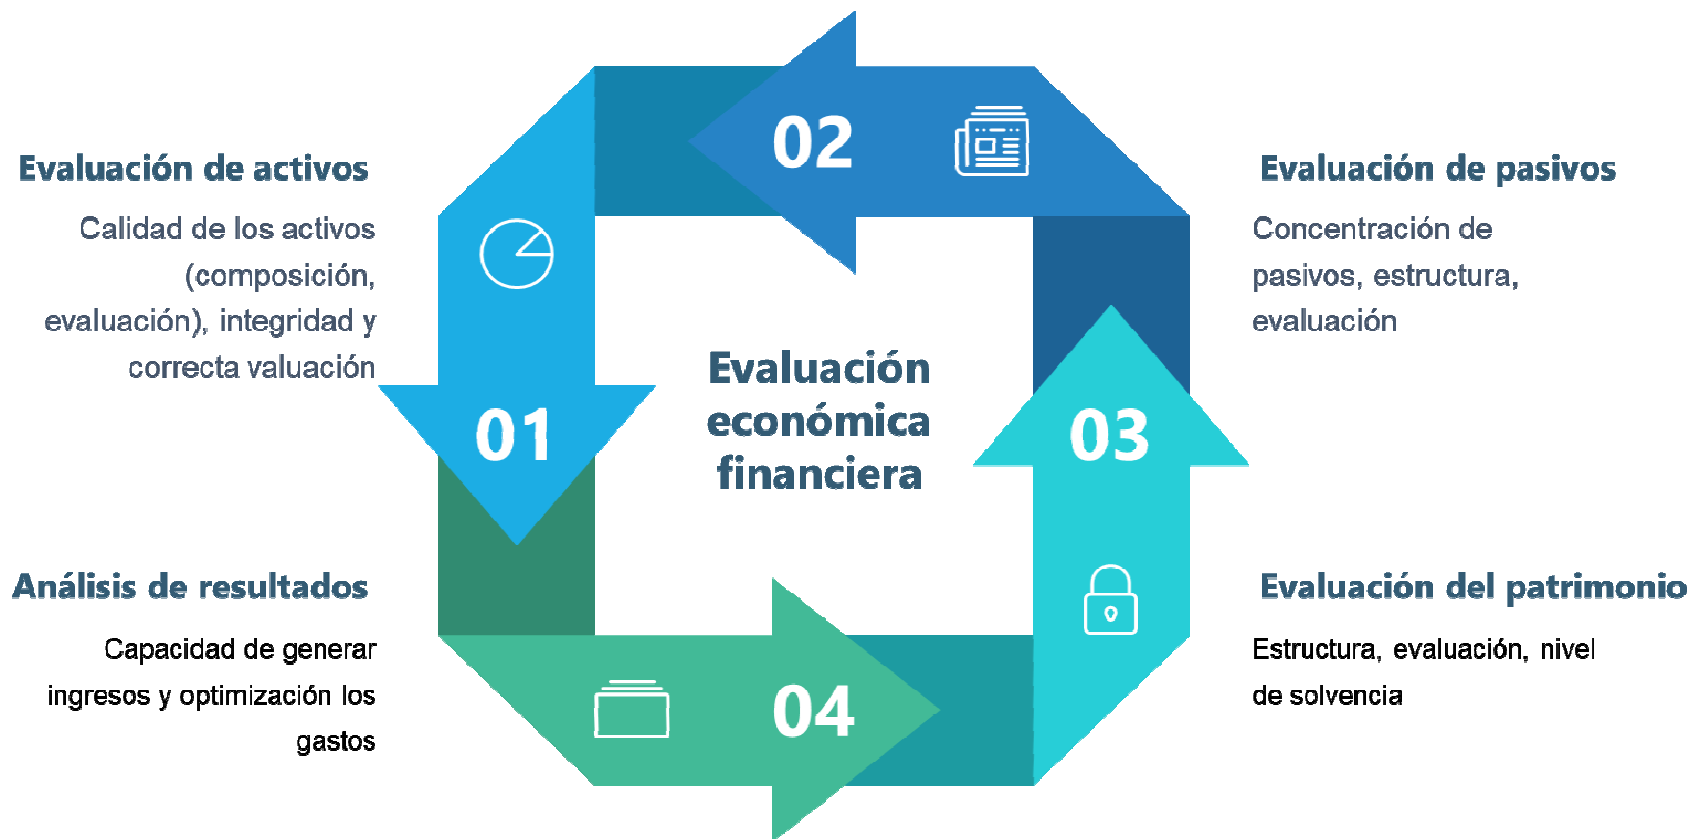 Evaluación de activos
Calidad de los activos
(composición,
evaluación), integridad y
correcta valuación
01
02
Evaluación de pasivos
Concentración de
pasivos, estructura,
evaluación
Evaluación
económica
financiera
03
Análisis de resultados
Capacidad de generar
ingresos y optimización los
gastos
04
Evaluación del patrimonio
Estructura, evaluación, nivel
de solvencia